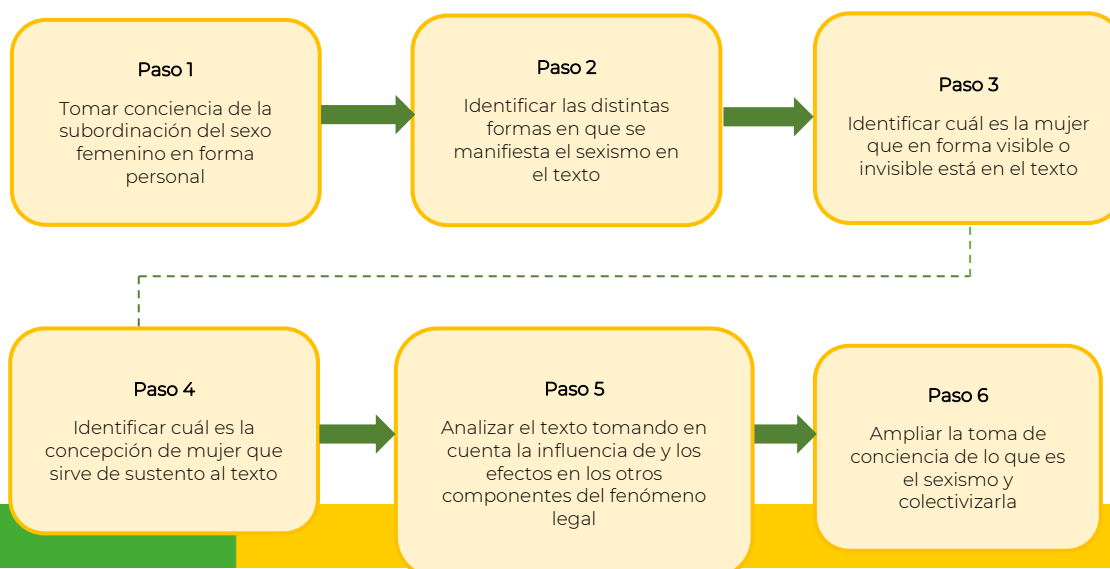 Paso 1
Tomar conciencia de la
subordinación del sexo
femenino en forma
personal
Paso 2
Identificar las distintas
formas en que se
manifiesta el sexismo en
el texto
Paso 3
Identificar cuál es la mujer
que en forma visible o
invisible está en el texto
Paso 4
Identificar cuál es la
concepción de mujer que
sirve de sustento al texto
Paso 5
Analizar el texto tomando en
cuenta la influencia de y los
efectos en los otros
componentes del fenómeno
legal
Paso 6
Ampliar la toma de
conciencia de lo que es
el sexismo y
colectivizarla